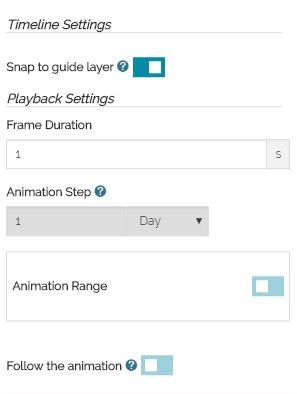 Timeline Settings
Snap to guide layer ?
Playback Settings
Frame Duration
1 s
Animation Step ?
1 Day
Animation Range
Follow the animation ?